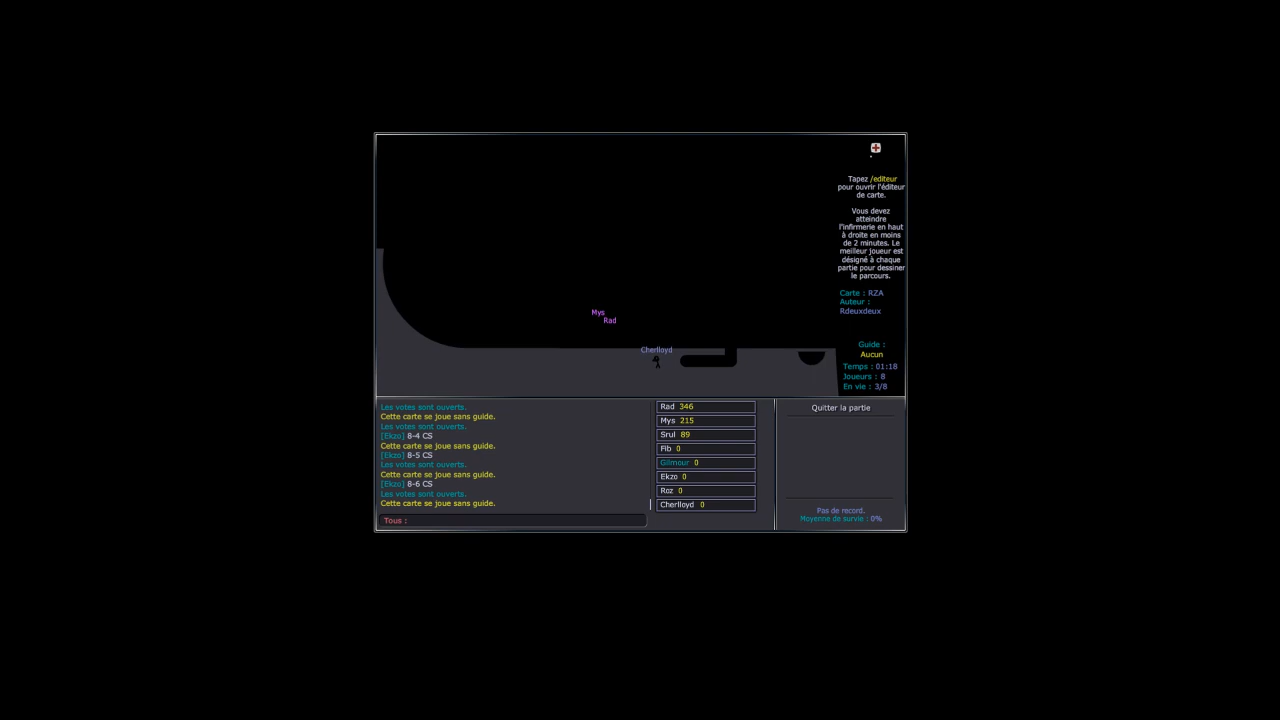 Tapez /editeur
pour ouvrir l'éditeur
de carte.
Vous devez
atteindre
l'infirmerie en haut
à droite en moins
de 2 minutes. Le
meilleur joueur est
désigné à chaque
partie pour dessiner
le parcours.
Carte : RZA
Auteur :
Rdeuxdeux
Mys
Rad
Cherlloyd
Guide :
Aucun
Temps : 01:18
Joueurs : 8
En vie : 3/8
Les votes sont ouverts.
Cette carte se joue sans guide.
Les votes sont ouverts.
[Ekzo] 8-4 CS
Cette carte se joue sans guide.
[Ekzo] 8-5 CS
Les votes sont ouverts.
Cette carte se joue sans guide.
[Ekzo] 8-6 CS
Les votes sont ouverts.
Cette carte se joue sans guide.
Tous :
Rad 346
Mys 215
Srul 89
Fib 0
Gilmour 0
Ekzo 0
Roz 0
Cherlloyd 0
Quitter la partie
Pas de record.
Moyenne de survie : 0%